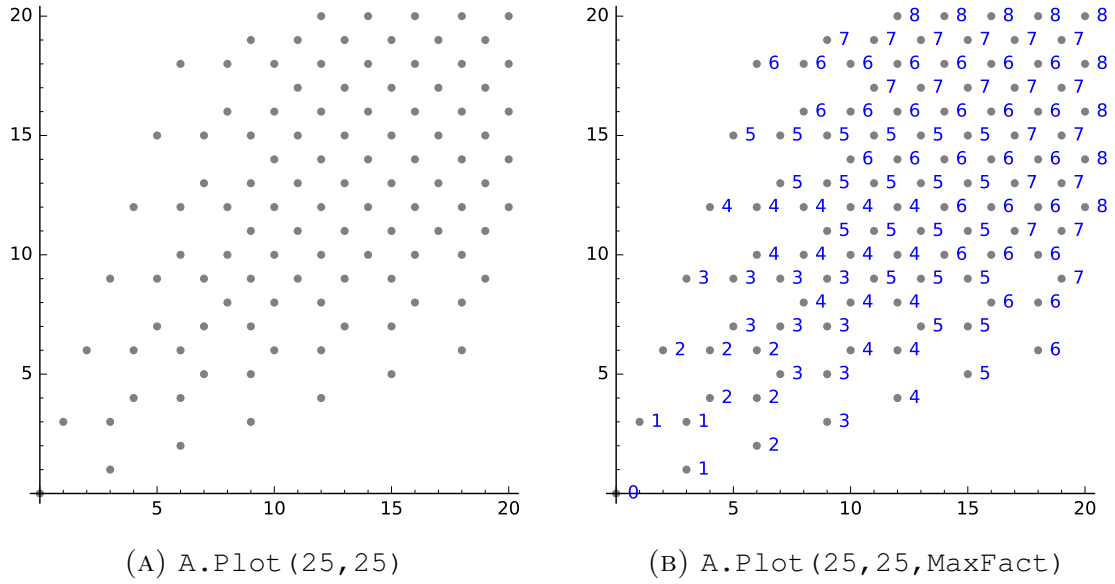 20 20 8 8 8 8 8
7 7 7 7 7 7
6 6 6 6 6 6 6 8
7 7 7 7 7
6 6 6 6 6 6 8
15 15 5 5 5 5 5 5 7 7
6 6 6 6 6 8
5 5 5 5 5 7 7
4 4 4 4 4 6 6 6 8
5 5 5 5 7 7
10 10 4 4 4 4 6 6 6
3 3 3 3 5 5 5 7
4 4 4 6 6
3 3 3 5 5
2 2 2 4 4 6
5 5 3 3 5
2 2 4
1 1 3
2
1
0
5 10 15 20 5 10 15 20
(A) A.Plot(25,25) (B) A.Plot(25,25,MaxFact)